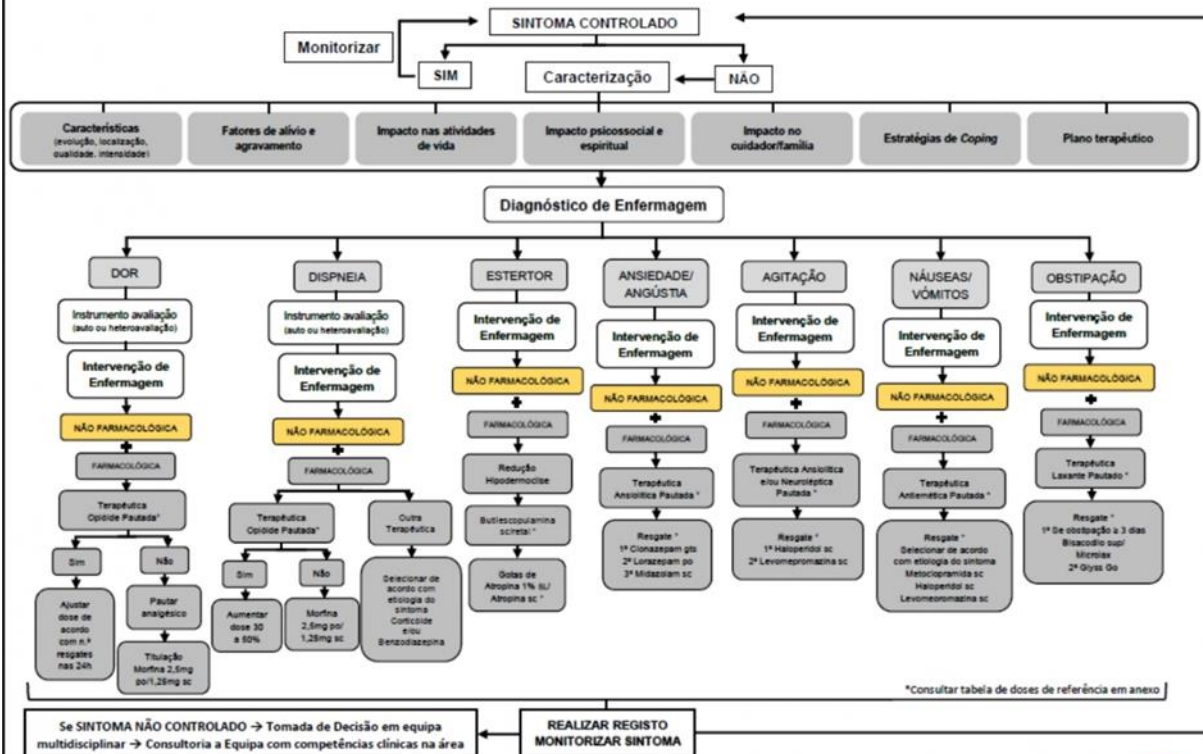 SINTOMA CONTROLADO
Monitorizar
SIM
Caracterização
NÃO
Características
(evolução, localização,
qualidade, intensidade)
Fatores de alívio e
agravamento
Impacto nas atividades
de vida
Impacto psicossocial e
espiritual
Impacto no
cuidador/família
Estratégias de Coping
Plano terapêutico
Diagnóstico de Enfermagem
DOR
Instrumento avaliação
(auto ou heteroavaliação)
Intervenção de
Enfermagem
NÃO FARMACOLÓGICA
+
FARMACOLÓGICA
Terapêutica
Opióide Pautada*
Sim
Ajustar
dose de
acordo
com n.º
resgates
nas 24h
Não
Pautar
analgésico
Titulação
Morfina 2,5mg
po/1,25mg sc
DISPNEIA
Instrumento avaliação
(auto ou heteroavaliação)
Intervenção de
Enfermagem
NÃO FARMACOLÓGICA
+
FARMACOLÓGICA
Terapêutica
Opióide Pautada*
Sim
Aumentar
dose 30
a 50%
Não
Morfina
2,5mg po/
1,25mg sc
Outra
Terapêutica
Selecionar de
acordo com
etiologia do
sintoma
Corticóide
e/ou
Benzodiazepina
ESTERTOR
Intervenção de
Enfermagem
NÃO FARMACOLÓGICA
+
FARMACOLÓGICA
Redução
Hipodermoclise
Butilescopulamina
sc/retal *
Gotas de
Atropina 1% sl/
Atropina sc *
ANSIEDADE/
ANGÚSTIA
Intervenção de
Enfermagem
NÃO FARMACOLÓGICA
+
FARMACOLÓGICA
Terapêutica
Ansiolítica Pautada *
Resgate *
1º Clonazepam gts
2º Lorazepam po
3º Midazolam sc
AGITAÇÃO
Intervenção de
Enfermagem
NÃO FARMACOLÓGICA
+
FARMACOLÓGICA
Terapêutica Ansiolítica
e/ou Neuroléptica
Pautada *
Resgate *
1º Haloperidol sc
2º Levomepromazina sc
NÁUSEAS/
VÓMITOS
Intervenção de
Enfermagem
NÃO FARMACOLÓGICA
+
FARMACOLÓGICA
Terapêutica
Antiemética Pautada *
Resgate *
Selecionar de acordo
com etiologia do sintoma
Metoclopramida sc
Haloperidol sc
Levomepromazina sc
OBSTIPAÇÃO
Intervenção de
Enfermagem
NÃO FARMACOLÓGICA
+
FARMACOLÓGICA
Terapêutica
Laxante Pautado *
Resgate *
1º Se obstipação ≥ 3 dias
Bisacodilo sup/
Microlax
2º Glyss Go
*Consultar tabela de doses de referência em anexo
Se SINTOMA NÃO CONTROLADO → Tomada de Decisão em equipa
multidisciplinar → Consultoria a Equipa com competências clínicas na área
REALIZAR REGISTO
MONITORIZAR SINTOMA